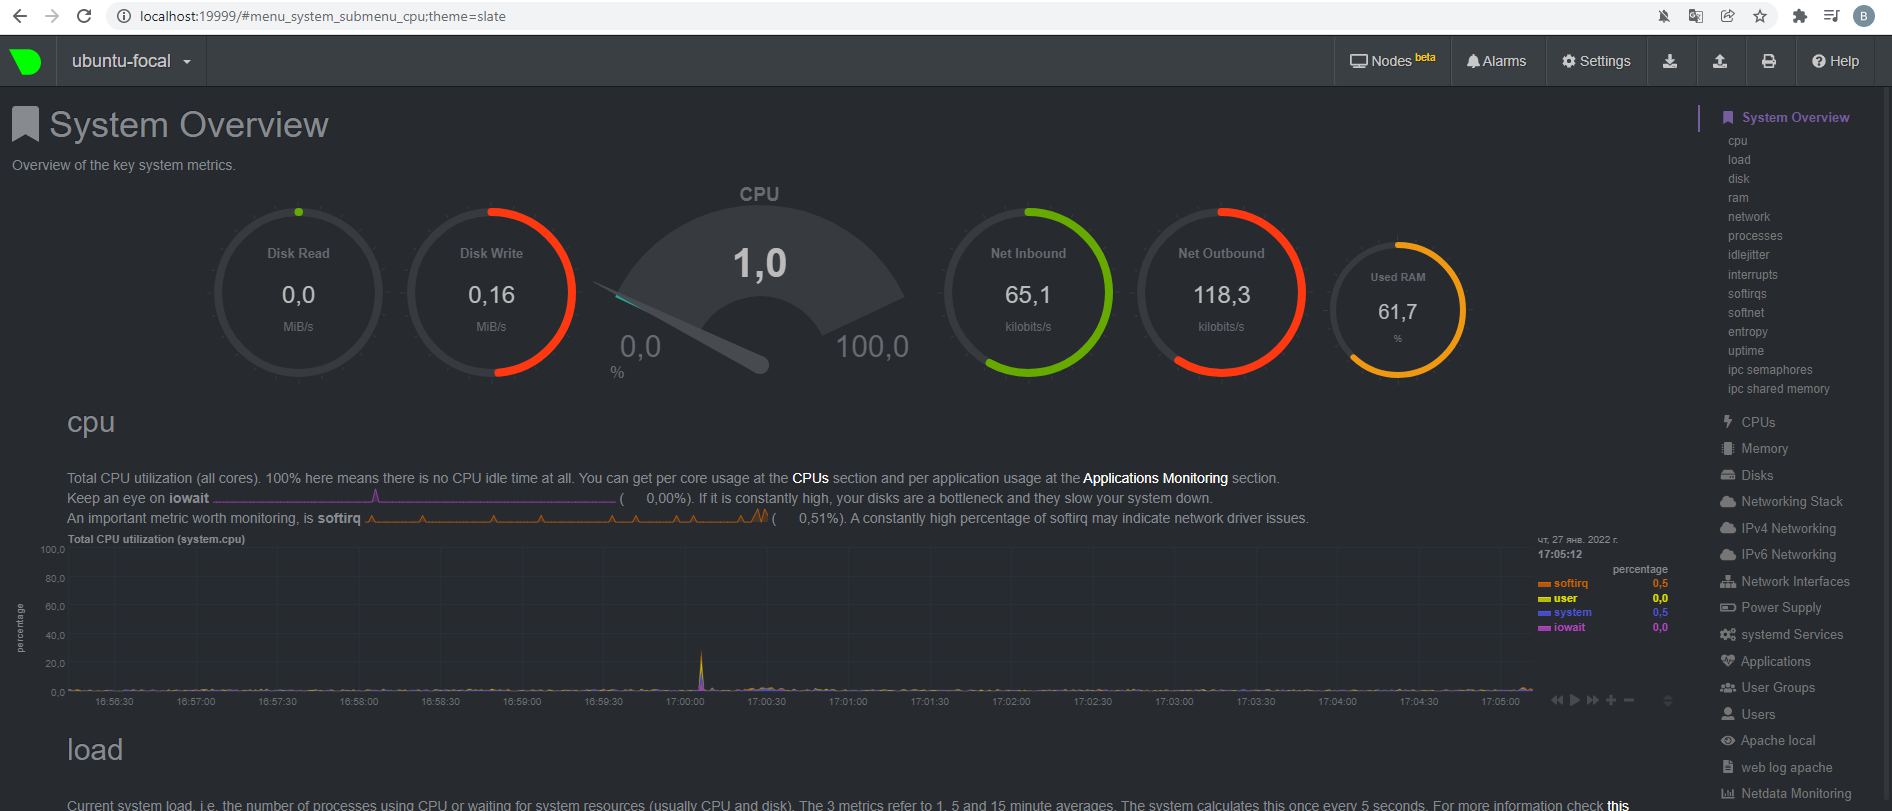 localhost:19999/#menu_system_submenu_cpu;theme=slate
B
ubuntu-focal
Nodes beta
Alarms
Settings
Help
System Overview
Overview of the key system metrics.
Disk Read
0,0
MiB/s
Disk Write
0,16
MiB/s
CPU
1,0
0,0
100,0
%
Net Inbound
65,1
kilobits/s
Net Outbound
118,3
kilobits/s
Used RAM
61,7
%
cpu
Total CPU utilization (all cores). 100% here means there is no CPU idle time at all. You can get per core usage at the CPUs section and per application usage at the Applications Monitoring section.
Keep an eye on iowait ( 0,00%). If it is constantly high, your disks are a bottleneck and they slow your system down.
An important metric worth monitoring, is softirq ( 0,51%). A constantly high percentage of softirq may indicate network driver issues.
Total CPU utilization (system.cpu)
percentage
100,0
80,0
60,0
40,0
20,0
0,0
16:56:30 16:57:00 16:57:30 16:58:00 16:58:30 16:59:00 16:59:30 17:00:00 17:00:30 17:01:00 17:01:30 17:02:00 17:02:30 17:03:00 17:03:30 17:04:00 17:04:30 17:05:00
чт, 27 янв. 2022 г.
17:05:12
percentage
softirq 0,5
user 0,0
system 0,5
iowait 0,0
load
Current system load, i.e. the number of processes using CPU or waiting for system resources (usually CPU and disk). The 3 metrics refer to 1, 5 and 15 minute averages. The system calculates this once every 5 seconds. For more information check this
System Overview
cpu
load
disk
ram
network
processes
idlejitter
interrupts
softirqs
softnet
entropy
uptime
ipc semaphores
ipc shared memory
CPUs
Memory
Disks
Networking Stack
IPv4 Networking
IPv6 Networking
Network Interfaces
Power Supply
systemd Services
Applications
User Groups
Users
Apache local
web log apache
Netdata Monitoring